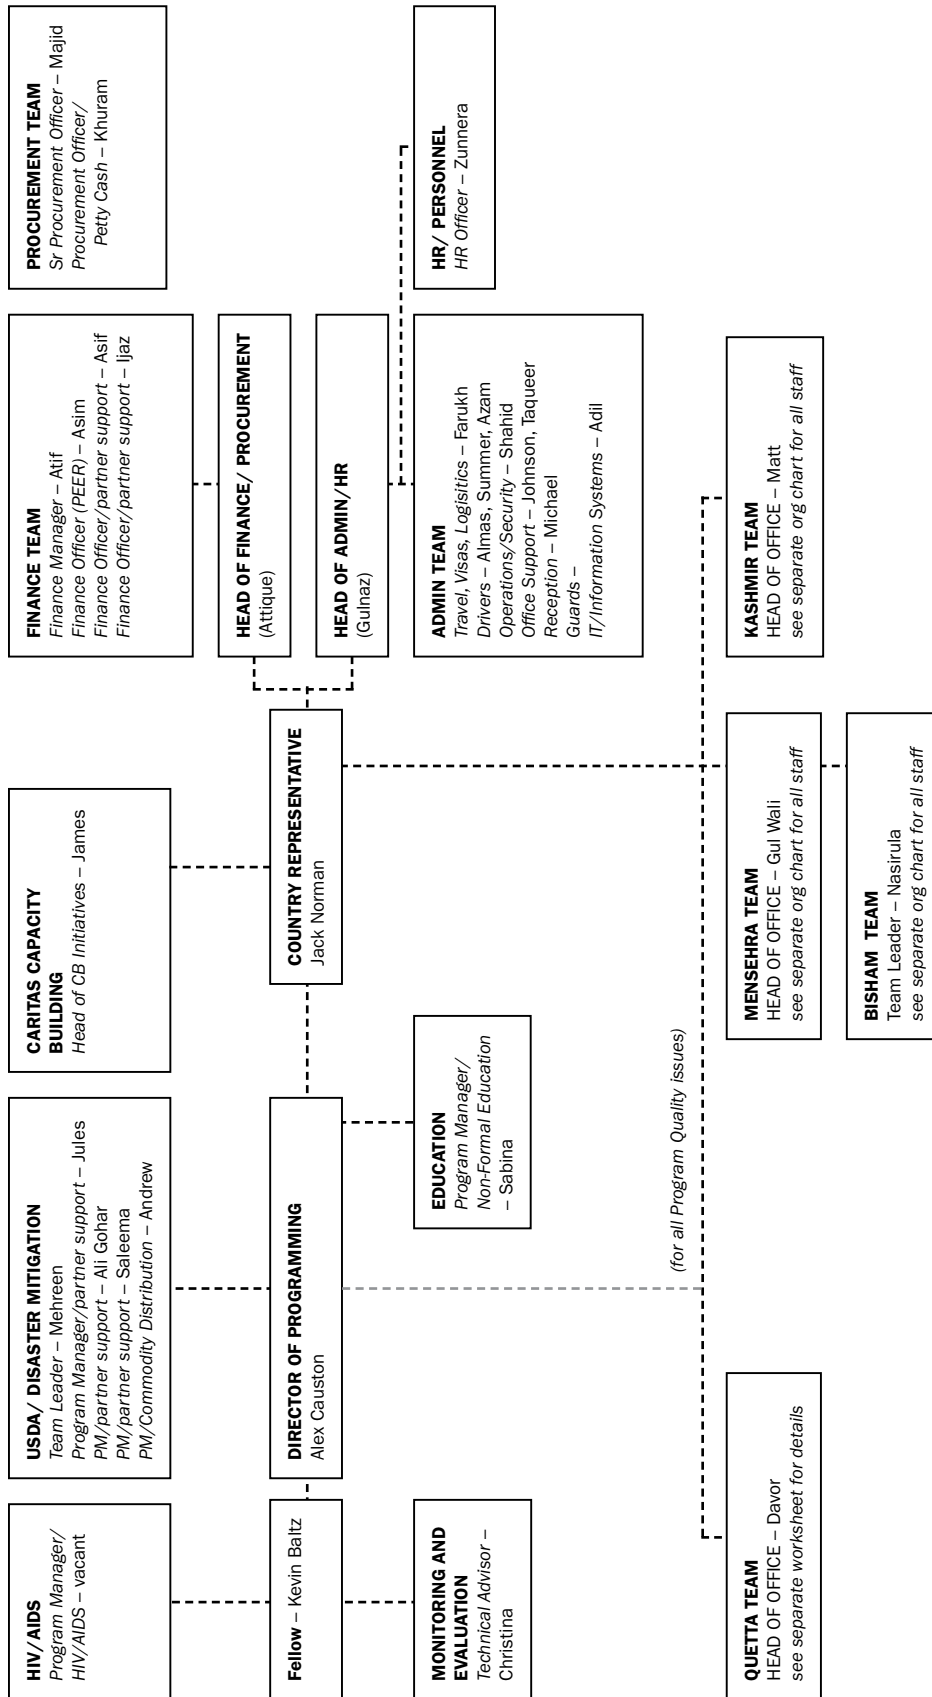 HIV/AIDS
Program Manager/
HIV/AIDS – vacant
USDA/ DISASTER MITIGATION
Team Leader – Mehreen
Program Manager/partner support – Jules
PM/partner support – Ali Gohar
PM/partner support – Saleema
PM/Commodity Distribution – Andrew
CARITAS CAPACITY
BUILDING
Head of CB Initiatives – James
FINANCE TEAM
Finance Manager – Atif
Finance Officer (PEER) – Asim
Finance Officer/partner support – Asif
Finance Officer/partner support – Ijaz
PROCUREMENT TEAM
Sr Procurement Officer – Majid
Procurement Officer/
Petty Cash – Khuram
Fellow – Kevin Baltz
DIRECTOR OF PROGRAMMING
Alex Causton
COUNTRY REPRESENTATIVE
Jack Norman
HEAD OF FINANCE/ PROCUREMENT
(Attique)
HEAD OF ADMIN/HR
(Gulnaz)
MONITORING AND
EVALUATION
Technical Advisor –
Christina
EDUCATION
Program Manager/
Non-Formal Education
– Sabina
ADMIN TEAM
Travel, Visas, Logisitics – Farukh
Drivers – Almas, Summer, Azam
Operations/Security – Shahid
Office Support – Johnson, Taqueer
Reception – Michael
Guards –
IT/Information Systems – Adil
HR/ PERSONNEL
HR Officer – Zunnera
(for all Program Quality issues)
QUETTA TEAM
HEAD OF OFFICE – Davor
see separate worksheet for details
MENSEHRA TEAM
HEAD OF OFFICE – Gul Wali
see separate org chart for all staff
KASHMIR TEAM
HEAD OF OFFICE – Matt
see separate org chart for all staff
BISHAM TEAM
Team Leader – Nasirula
see separate org chart for all staff